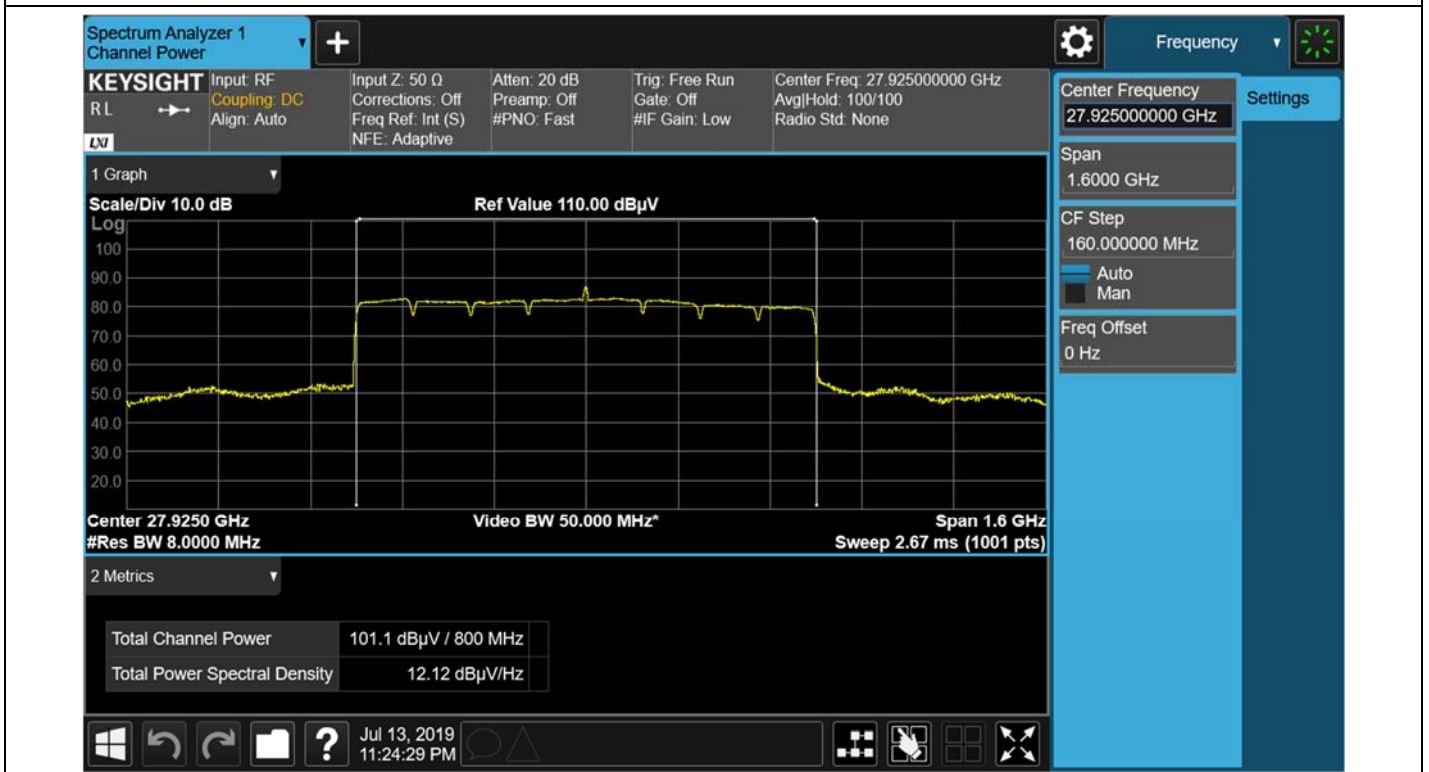 Spectrum Analyzer 1
Channel Power
+
Frequency
KEYSIGHT
R L
LXI
Input: RF
Coupling: DC
Align: Auto
Input Z: 50 Ω
Corrections: Off
Freq Ref: Int (S)
NFE: Adaptive
Atten: 20 dB
Preamp: Off
#PNO: Fast
Trig: Free Run
Gate: Off
#IF Gain: Low
Center Freq: 27.925000000 GHz
Avg|Hold: 100/100
Radio Std: None
Center Frequency
27.925000000 GHz
Settings
Span
1.6000 GHz
CF Step
160.000000 MHz
Auto
Man
Freq Offset
0 Hz
1 Graph
Scale/Div 10.0 dB
Ref Value 110.00 dBµV
Log
100
90.0
80.0
70.0
60.0
50.0
40.0
30.0
20.0
Center 27.9250 GHz
Video BW 50.000 MHz*
Span 1.6 GHz
#Res BW 8.0000 MHz
Sweep 2.67 ms (1001 pts)
2 Metrics
Total Channel Power 101.1 dBµV / 800 MHz
Total Power Spectral Density 12.12 dBµV/Hz
?
Jul 13, 2019
11:24:29 PM